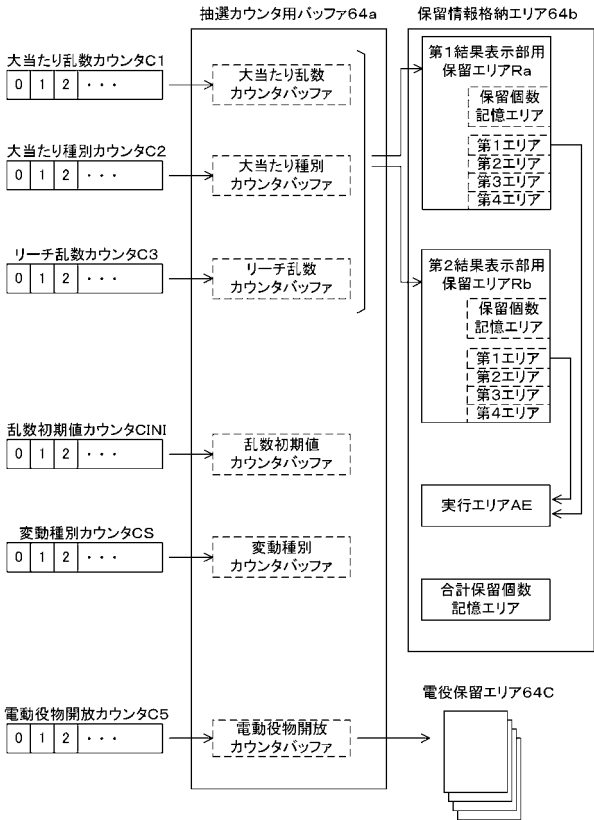 抽選カウンタ用バッファ64a
保留情報格納エリア64b
大当たり乱数カウンタC1
0 1 2 ・・・
大当たり乱数
カウンタバッファ
大当たり種別カウンタC2
0 1 2 ・・・
大当たり種別
カウンタバッファ
リーチ乱数カウンタC3
0 1 2 ・・・
リーチ乱数
カウンタバッファ
乱数初期値カウンタCINI
0 1 2 ・・・
乱数初期値
カウンタバッファ
変動種別カウンタCS
0 1 2 ・・・
変動種別
カウンタバッファ
電動役物開放カウンタC5
0 1 2 ・・・
電動役物開放
カウンタバッファ
第1結果表示部用
保留エリアRa
保留個数
記憶エリア
第1エリア
第2エリア
第3エリア
第4エリア
第2結果表示部用
保留エリアRb
保留個数
記憶エリア
第1エリア
第2エリア
第3エリア
第4エリア
実行エリアAE
合計保留個数
記憶エリア
電役保留エリア64C